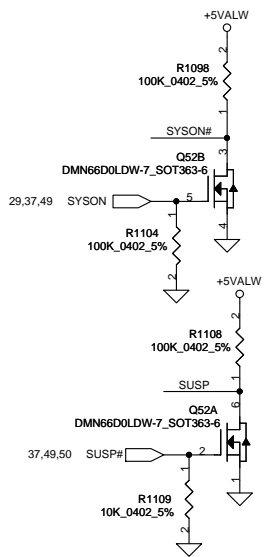 +5VALW
2
R1098
100K_0402_5%
1
SYSON#
3
Q52B
DMN66D0LDW-7_SOT363-6
29,37,49 SYSON 5
4
1
R1104
100K_0402_5%
2
+5VALW
2
R1108
100K_0402_5%
1
SUSP
6
Q52A
DMN66D0LDW-7_SOT363-6
37,49,50 SUSP# 2
1
1
R1109
10K_0402_5%
2